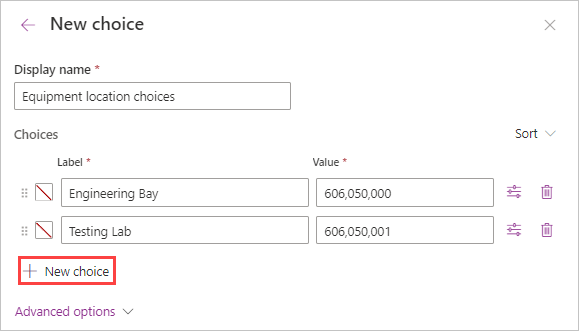 New choice
Display name *
Equipment location choices
Choices
Sort
Label * Value *
Engineering Bay 606,050,000
Testing Lab 606,050,001
New choice
Advanced options